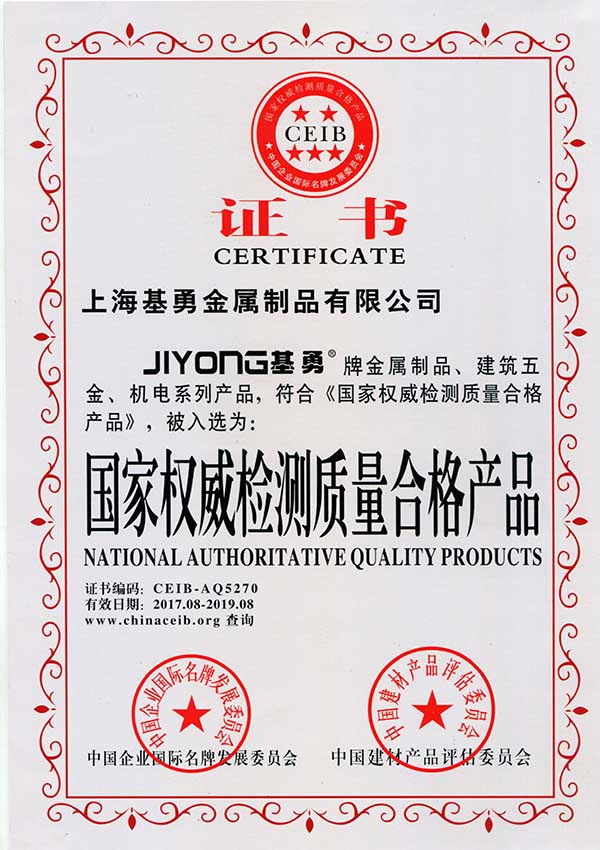 国家权威检测质量合格产品
CEIB
中国企业国际名牌发展委员会
证书
CERTIFICATE
上海基勇金属制品有限公司
JIYONG基勇® 牌金属制品、建筑五
金、机电系列产品，符合《国家权威检测质量合格
产品》，被入选为：
国家权威检测质量合格产品
NATIONAL AUTHORITATIVE QUALITY PRODUCTS
证书编码：CEIB-AQ5270
有效日期：2017.08-2019.08
www.chinaceib.org 查询
中国企业国际名牌发展委员会
中国建材产品评估委员会
中国企业国际名牌发展委员会
中国建材产品评估委员会